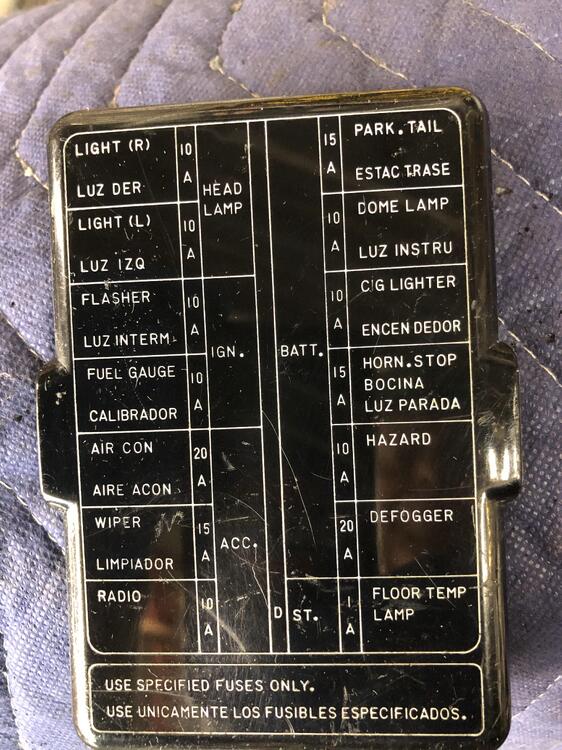 LIGHT (R)
LUZ DER
10
A
HEAD
LAMP
LIGHT (L)
LUZ IZQ
10
A
FLASHER
LUZ INTERM
10
A
IGN.
FUEL GAUGE
CALIBRADOR
10
A
AIR CON
AIRE ACON
20
A
ACC.
WIPER
LIMPIADOR
15
A
RADIO
10
A
BATT.
15
A
PARK. TAIL
ESTAC TRASE
10
A
DOME LAMP
LUZ INSTRU
10
A
CIG LIGHTER
ENCEN DEDOR
15
A
HORN. STOP
BOCINA
LUZ PARADA
10
A
HAZARD
20
A
DEFOGGER
D
ST.
1
A
FLOOR TEMP
LAMP
USE SPECIFIED FUSES ONLY.
USE UNICAMENTE LOS FUSIBLES ESPECIFICADOS.